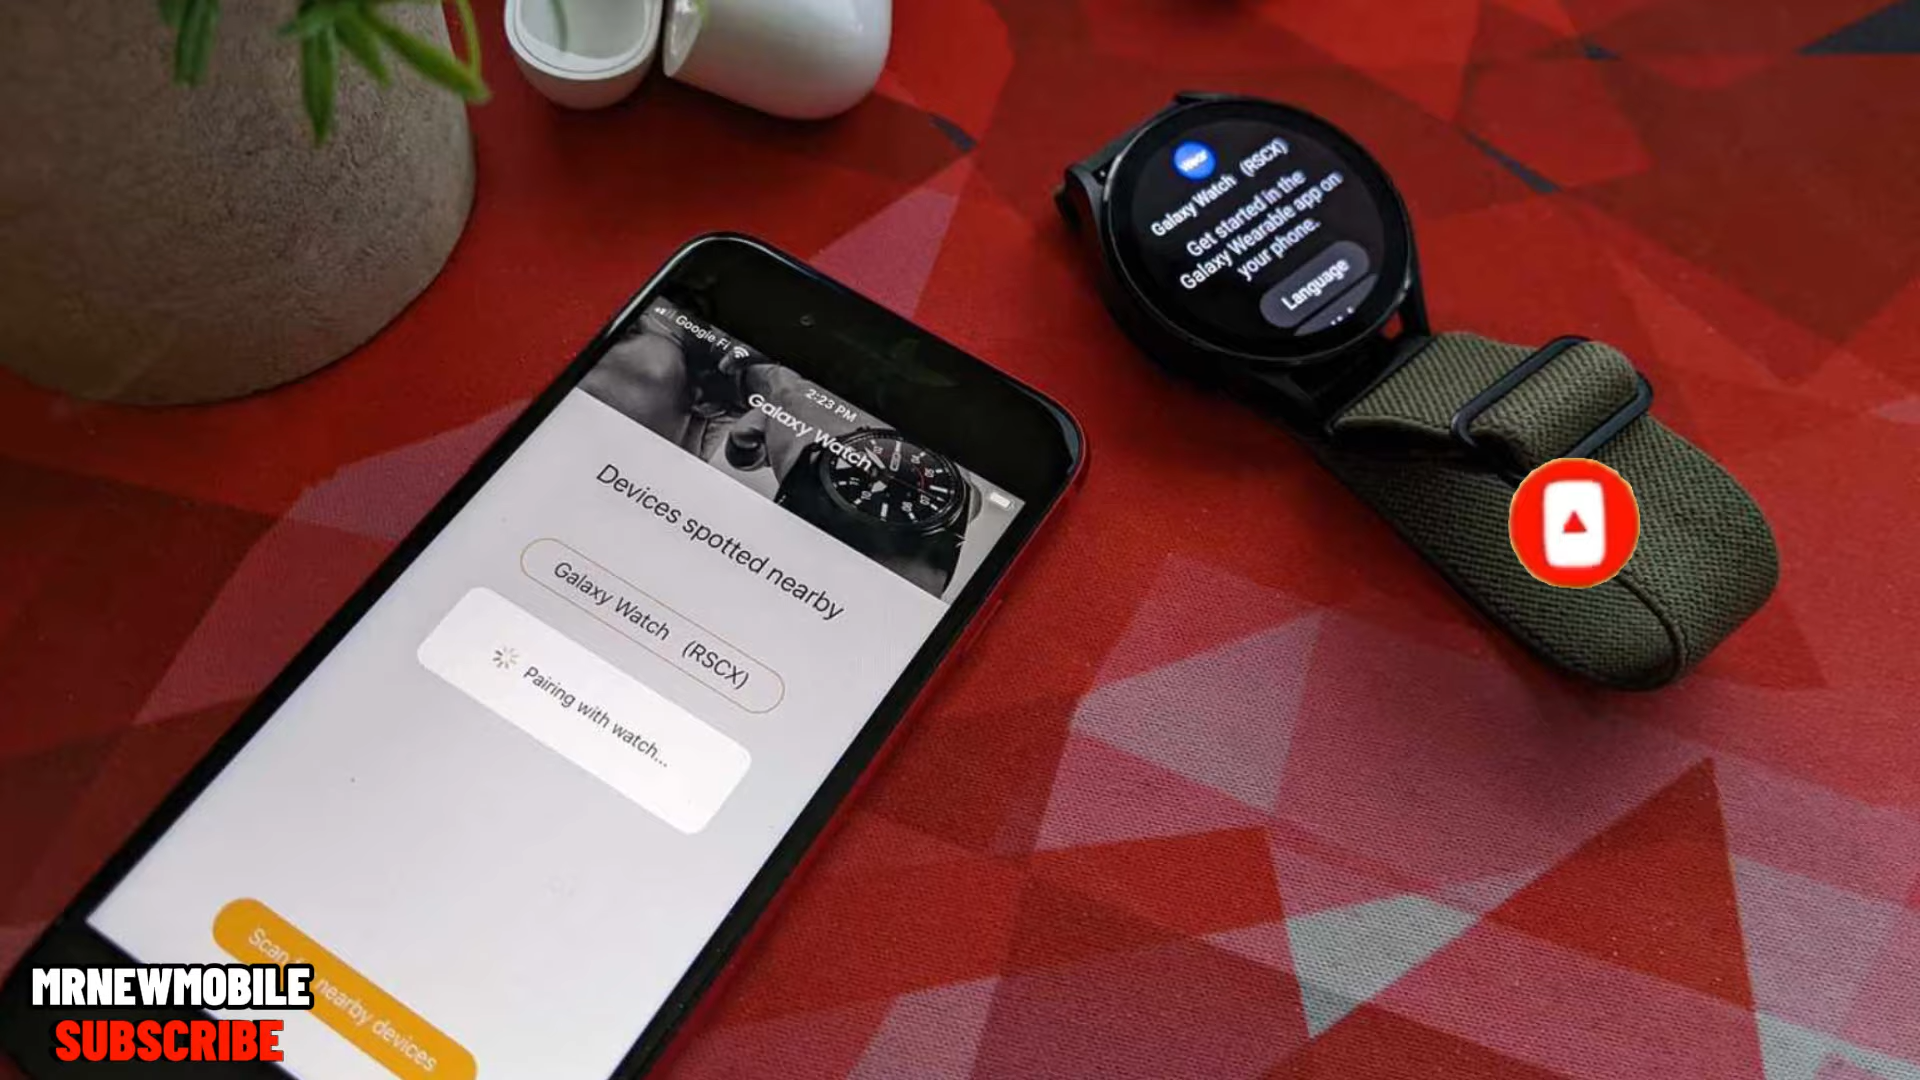 wear
Galaxy Watch (RSCX)
Get started in the
Galaxy Wearable app on
your phone.
Language
Google Fi
2:23 PM
Galaxy Watch
Devices spotted nearby
Galaxy Watch (RSCX)
Pairing with watch...
Scan nearby devices
MRNEWMOBILE
SUBSCRIBE